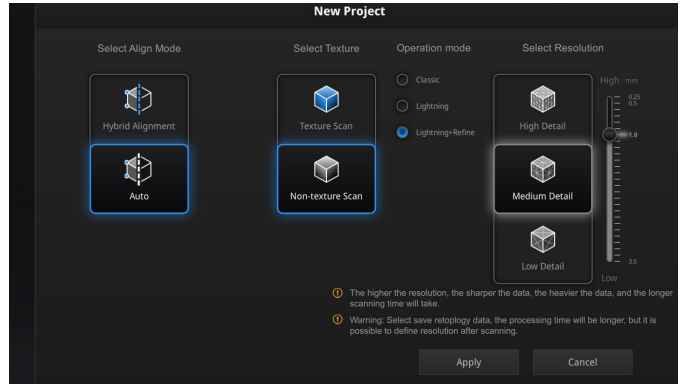 New Project
Select Align Mode
Select Texture
Operation mode
Select Resolution
Hybrid Alignment
Auto
Texture Scan
Non-texture Scan
Classic
Lightning
Lightning+Refine
High Detail
Medium Detail
Low Detail
High mm
0.25
0.5
1.0
3.0
Low
The higher the resolution, the sharper the data, the heavier the data, and the longer
scanning time will take.
Warning: Select save retoplogy data, the processing time will be longer, but it is
possible to define resolution after scanning.
Apply
Cancel